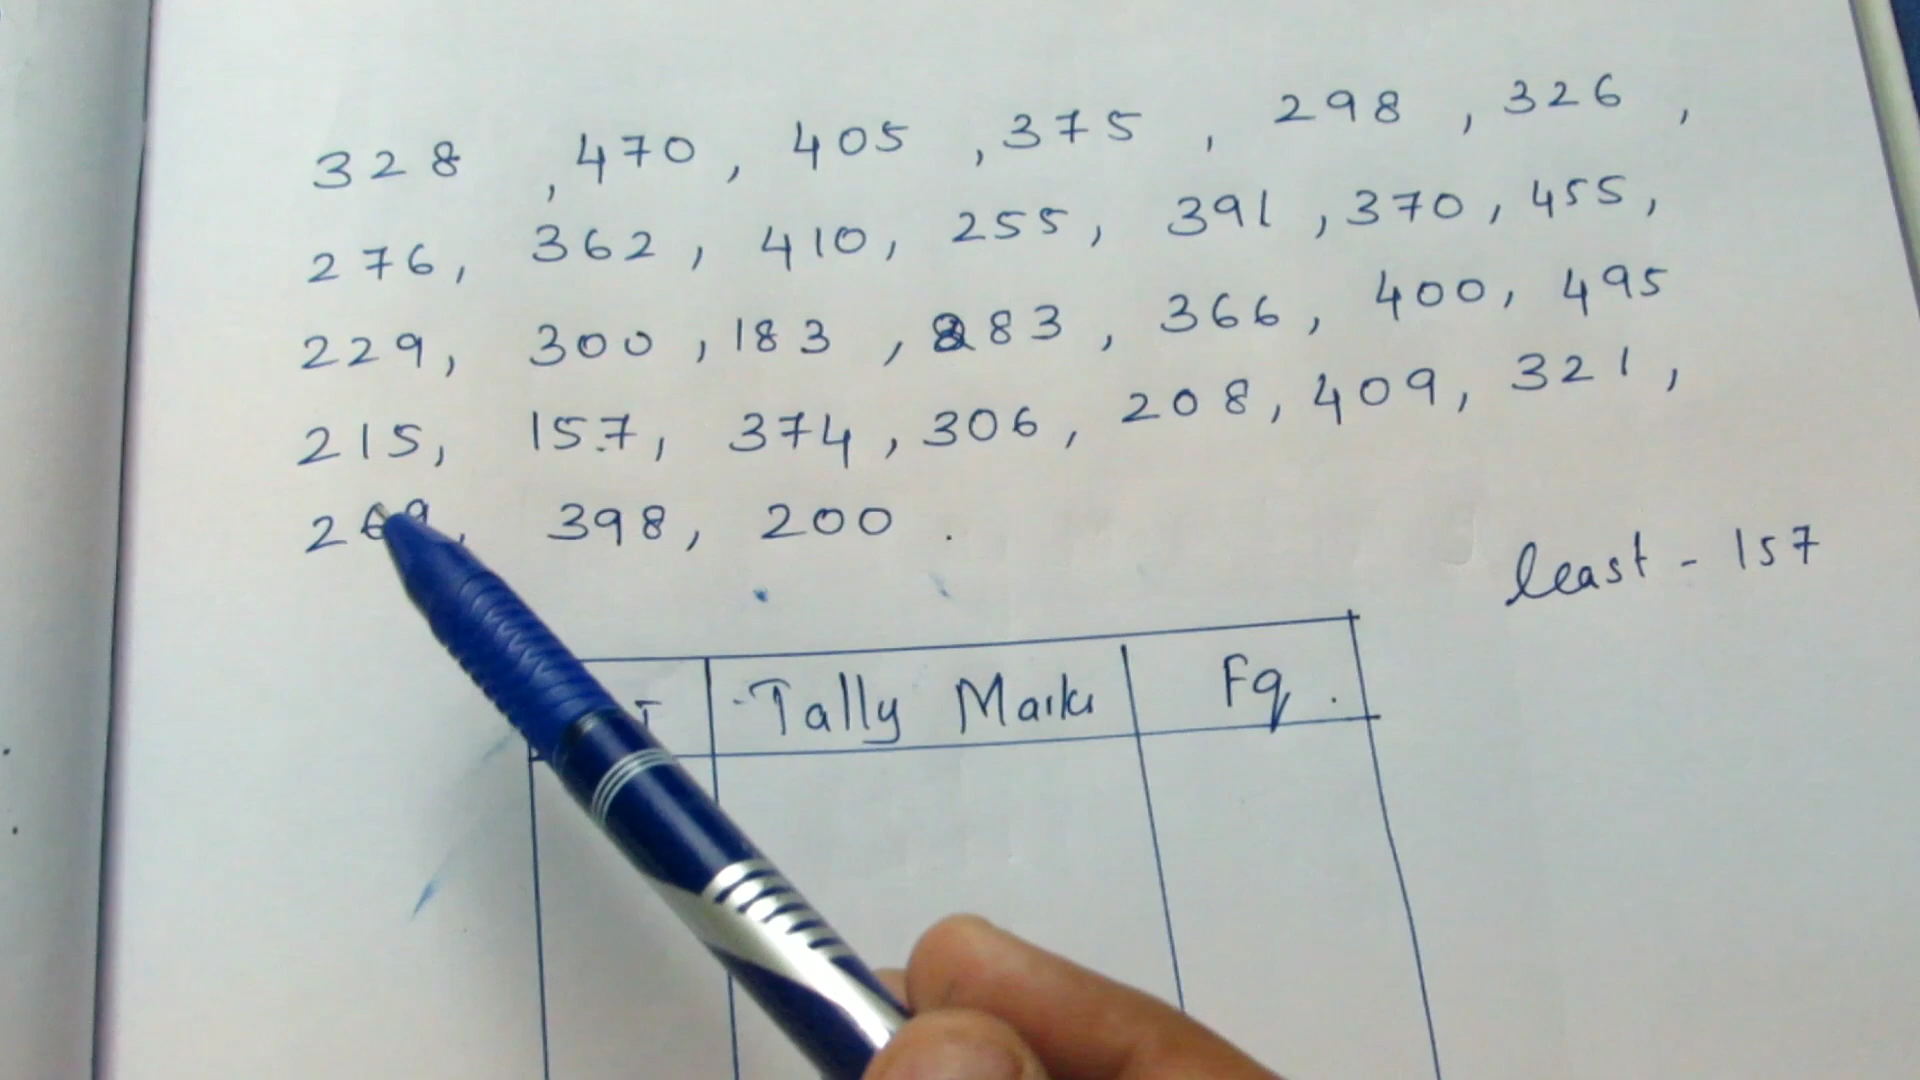 328 , 470 , 405 , 375 , 298 , 326 ,
276 , 362 , 410 , 255 , 391 , 370 , 455 ,
229 , 300 , 183 , 283 , 366 , 400 , 495
215 , 157 , 374 , 306 , 208 , 409 , 321 ,
269 , 398 , 200 .
least - 157
Tally Marks Fq .